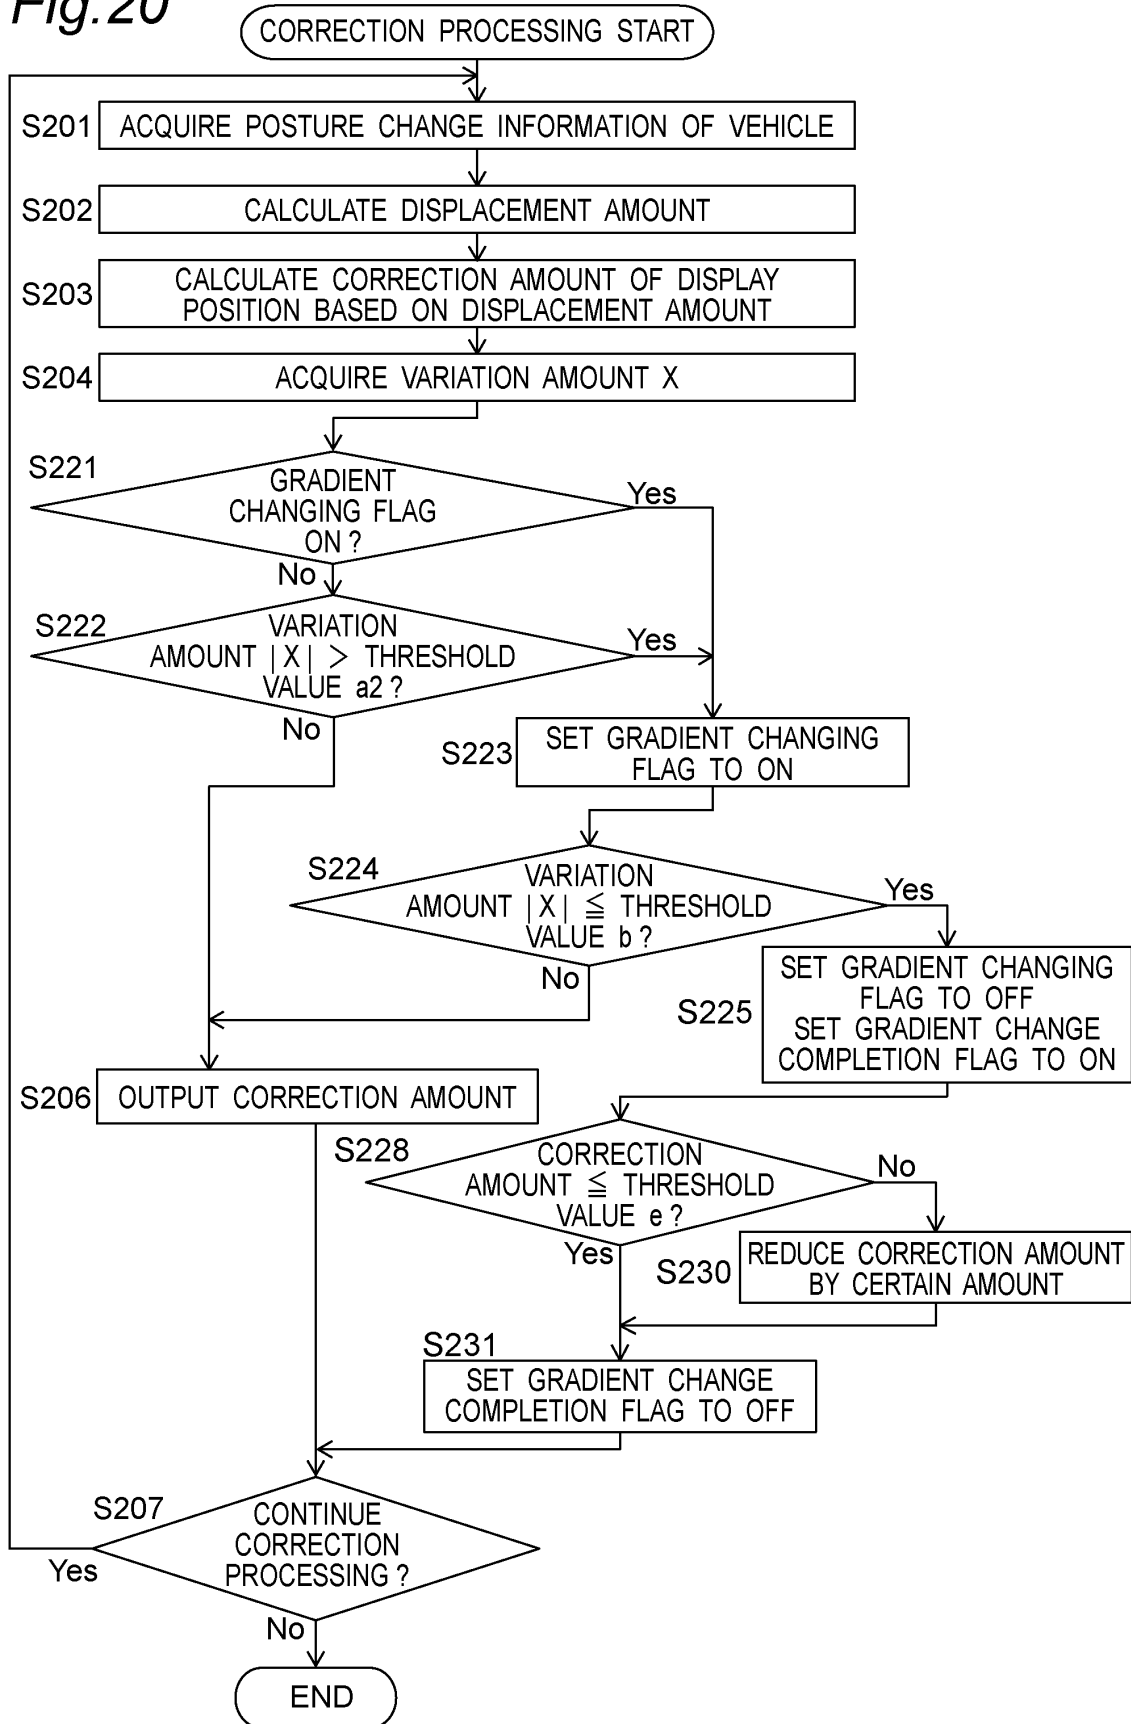 Fig.20
CORRECTION PROCESSING START
S201
ACQUIRE POSTURE CHANGE INFORMATION OF VEHICLE
S202
CALCULATE DISPLACEMENT AMOUNT
S203
CALCULATE CORRECTION AMOUNT OF DISPLAY
POSITION BASED ON DISPLACEMENT AMOUNT
S204
ACQUIRE VARIATION AMOUNT X
S221
GRADIENT
CHANGING FLAG
ON?
Yes
No
S222
VARIATION
AMOUNT |X| > THRESHOLD
VALUE a2?
Yes
No
S223
SET GRADIENT CHANGING
FLAG TO ON
S224
VARIATION
AMOUNT |X| ≦ THRESHOLD
VALUE b?
Yes
No
S225
SET GRADIENT CHANGING
FLAG TO OFF
SET GRADIENT CHANGE
COMPLETION FLAG TO ON
S206
OUTPUT CORRECTION AMOUNT
S228
CORRECTION
AMOUNT ≦ THRESHOLD
VALUE e?
No
Yes
S230
REDUCE CORRECTION AMOUNT
BY CERTAIN AMOUNT
S231
SET GRADIENT CHANGE
COMPLETION FLAG TO OFF
S207
CONTINUE
CORRECTION
PROCESSING?
Yes
No
END